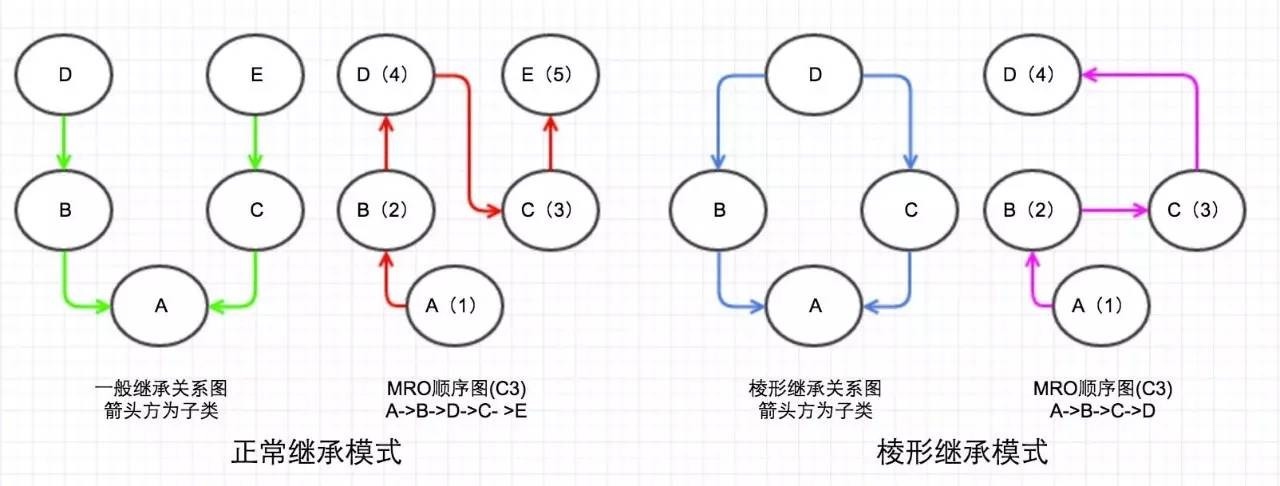 D
E
D（4）
E（5）
D
D（4）
B
C
B（2）
C（3）
B
C
B（2）
C（3）
A
A（1）
A
A（1）
一般继承关系图
箭头方为子类
MRO顺序图(C3)
A->B->D->C- >E
棱形继承关系图
箭头方为子类
MRO顺序图(C3)
A->B->C->D
正常继承模式
棱形继承模式